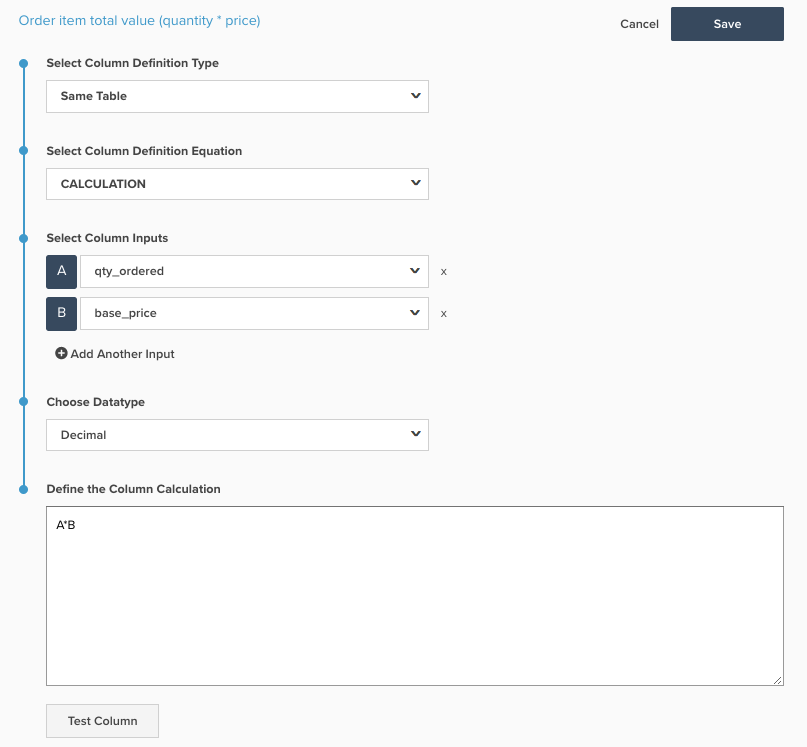 Order item total value (quantity * price)
Cancel
Save
Select Column Definition Type
Same Table
Select Column Definition Equation
CALCULATION
Select Column Inputs
A
qty_ordered
x
B
base_price
x
Add Another Input
Choose Datatype
Decimal
Define the Column Calculation
A*B
Test Column